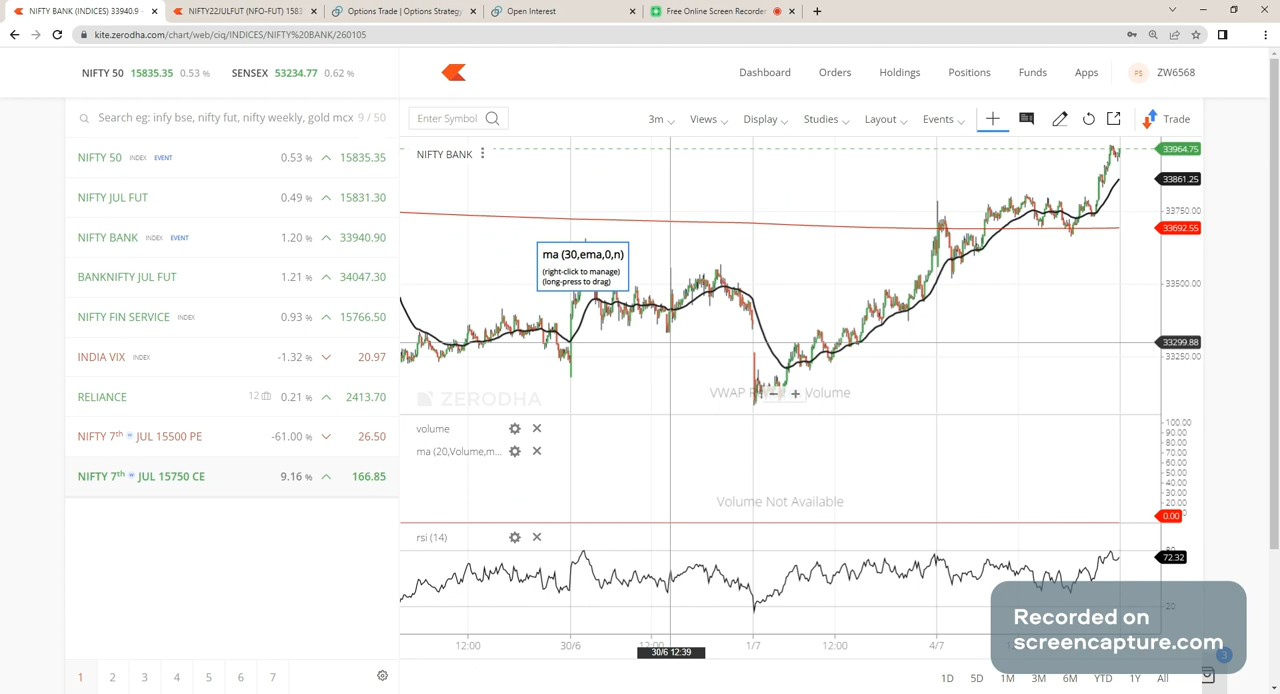 NIFTY BANK (INDICES) 33940.9 -
NIFTY22JULFUT (NFO-FUT) 1583
Options Trade | Options Strategy
Open Interest
Free Online Screen Recorder
kite.zerodha.com/chart/web/ciq/INDICES/NIFTY%20BANK/260105
NIFTY 50 15835.35 0.53 % SENSEX 53234.77 0.62 %
Dashboard Orders Holdings Positions Funds Apps PS ZW6568
Search eg: infy bse, nifty fut, nifty weekly, gold mcx 9 / 50
NIFTY 50 INDEX EVENT 0.53 % 15835.35
NIFTY JUL FUT 0.49 % 15831.30
NIFTY BANK INDEX EVENT 1.20 % 33940.90
BANKNIFTY JUL FUT 1.21 % 34047.30
NIFTY FIN SERVICE INDEX 0.93 % 15766.50
INDIA VIX INDEX -1.32 % 20.97
RELIANCE 12 0.21 % 2413.70
NIFTY 7th w JUL 15500 PE -61.00 % 26.50
NIFTY 7th w JUL 15750 CE 9.16 % 166.85
1 2 3 4 5 6 7
Enter Symbol 3m Views Display Studies Layout Events Trade
NIFTY BANK
ma (30,ema,0,n)
(right-click to manage)
(long-press to drag)
33964.75
33861.25
33750.00
33692.55
33500.00
33299.88
33250.00
ZERODHA
Volume
volume
ma (20,Volume,m...
Volume Not Available
100.00
90.00
80.00
70.00
60.00
50.00
40.00
30.00
20.00
0.00
rsi (14)
72.32
20
12:00 30/6 12:00 1/7 12:00 4/7
30/6 12:39
Recorded on
screencapture.com
3
1D 5D 1M 3M 6M YTD 1Y All